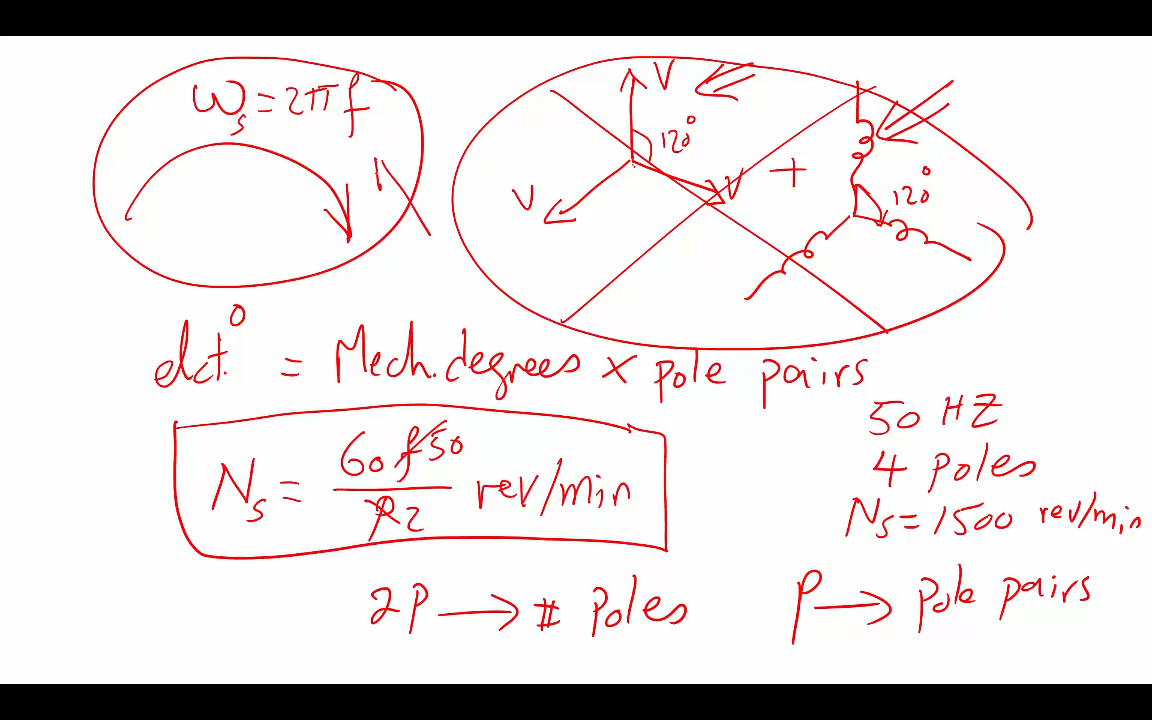 ωs = 2πf
V
120°
V
V
+
120°
elct.° = Mech. degrees × pole pairs
50 HZ
4 poles
Ns = 1500 rev/min
Ns = 60 f 50 / P 2 rev/min
2P → # Poles
P → pole pairs